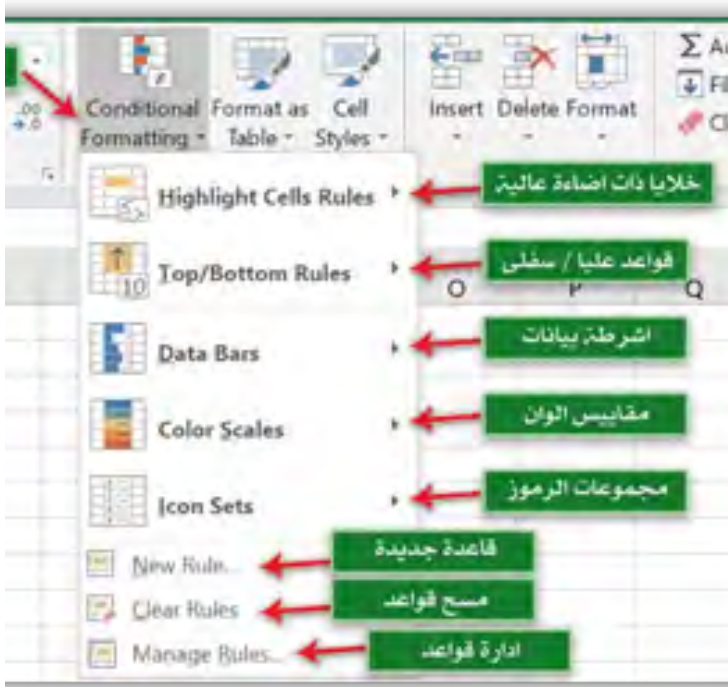 .00
.0
Conditional Formatting
Format as Table
Cell Styles
Insert
Delete
Format
Highlight Cells Rules
خلايا ذات اضاءة عالية
Top/Bottom Rules
قواعد عليا / سفلى
O
P
Q
Data Bars
اشرطة بيانات
Color Scales
مقاييس الوان
Icon Sets
مجموعات الرموز
New Rule...
قاعدة جديدة
Clear Rules
مسح قواعد
Manage Rules...
ادارة قواعد